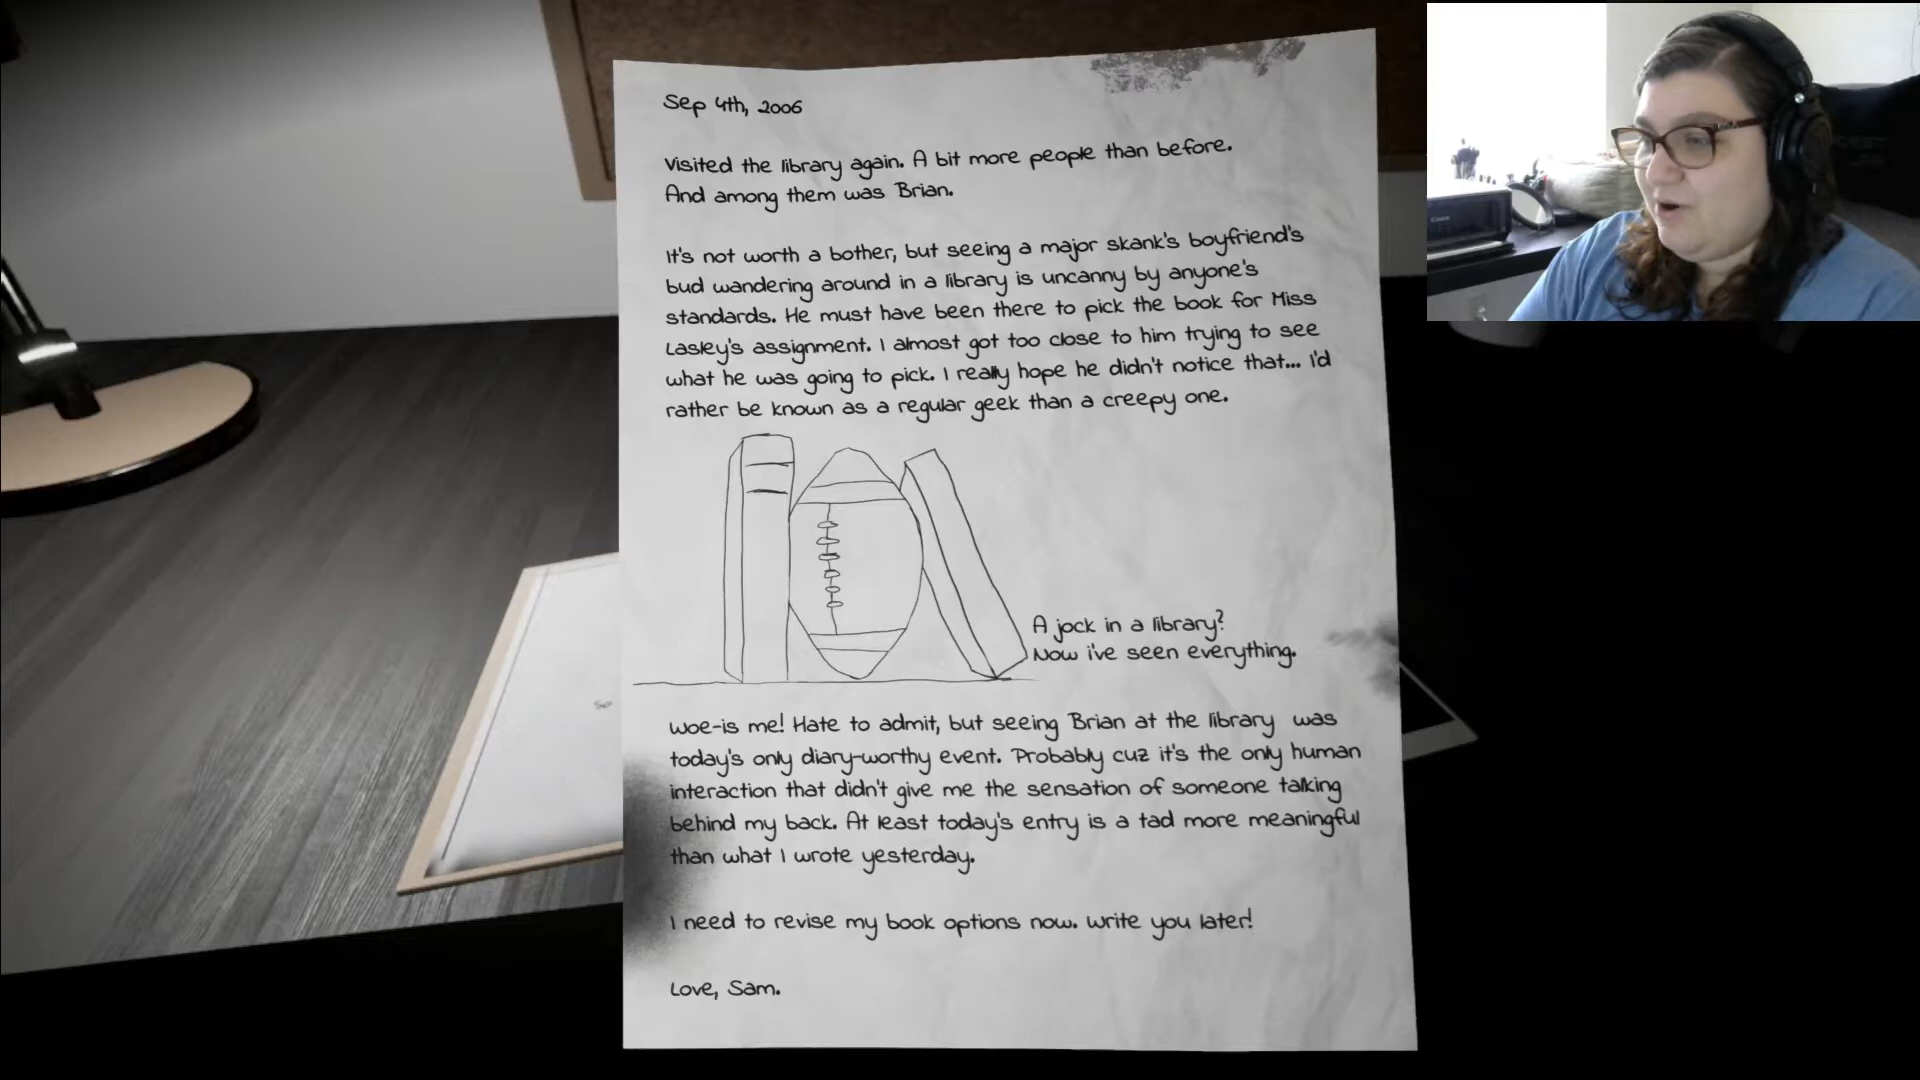 Sep 4th, 2006
Visited the library again. A bit more people than before.
And among them was Brian.
It's not worth a bother, but seeing a major skank's boyfriend's
bud wandering around in a library is uncanny by anyone's
standards. He must have been there to pick the book for Miss
Lasley's assignment. I almost got too close to him trying to see
what he was going to pick. I really hope he didn't notice that... I'd
rather be known as a regular geek than a creepy one.
A jock in a library?
Now i've seen everything.
Woe-is me! Hate to admit, but seeing Brian at the library was
today's only diary-worthy event. Probably cuz it's the only human
interaction that didn't give me the sensation of someone talking
behind my back. At least today's entry is a tad more meaningful
than what I wrote yesterday.
I need to revise my book options now. Write you later!
Love, Sam.